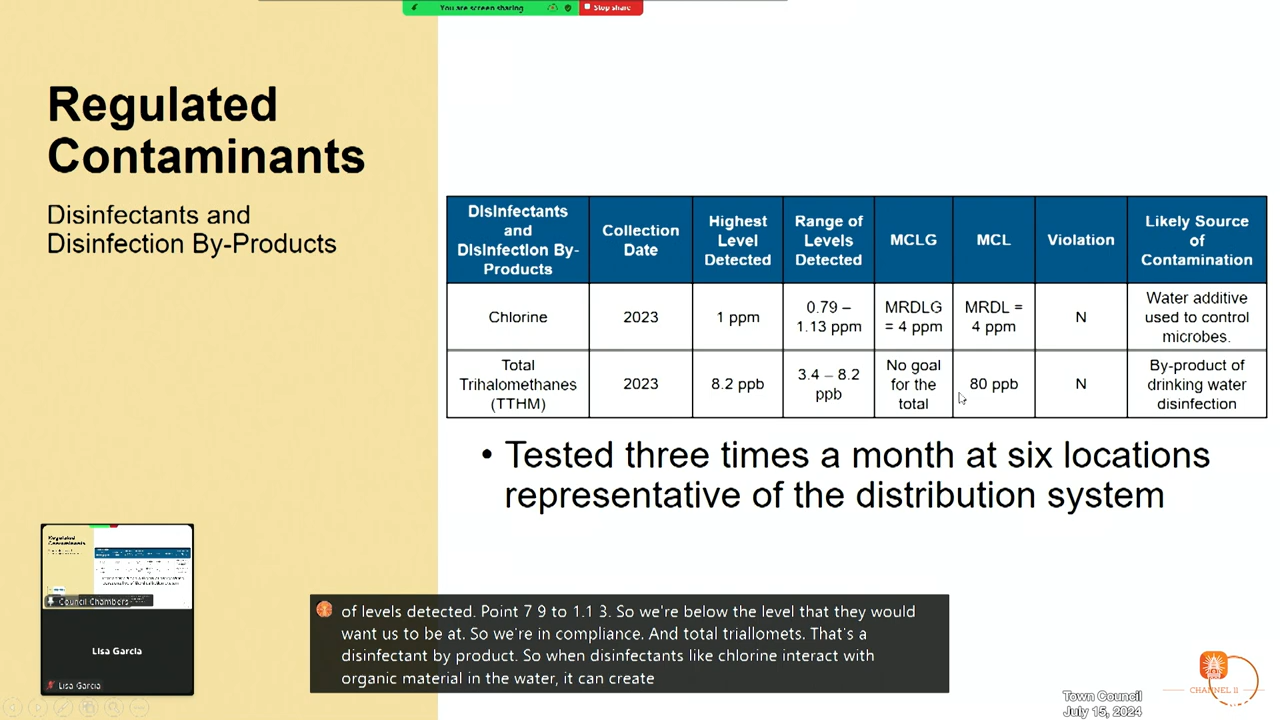 You are screen sharing
Stop share
Regulated
Contaminants
Disinfectants and
Disinfection By-Products
Disinfectants
and
Disinfection By-
Products
Collection
Date
Highest
Level
Detected
Range of
Levels
Detected
MCLG
MCL
Violation
Likely Source
of
Contamination
Chlorine
2023
1 ppm
0.79 –
1.13 ppm
MRDLG
= 4 ppm
MRDL =
4 ppm
N
Water additive
used to control
microbes.
Total
Trihalomethanes
(TTHM)
2023
8.2 ppb
3.4 – 8.2
ppb
No goal
for the
total
80 ppb
N
By-product of
drinking water
disinfection
• Tested three times a month at six locations
representative of the distribution system
Regulated
Contaminants
Council Chambers
Lisa Garcia
Lisa Garcia
of levels detected. Point 7 9 to 1.1 3. So we're below the level that they would
want us to be at. So we're in compliance. And total triallomets. That's a
disinfectant by product. So when disinfectants like chlorine interact with
organic material in the water, it can create
Town Council
July 15, 2024
CHANNEL 11